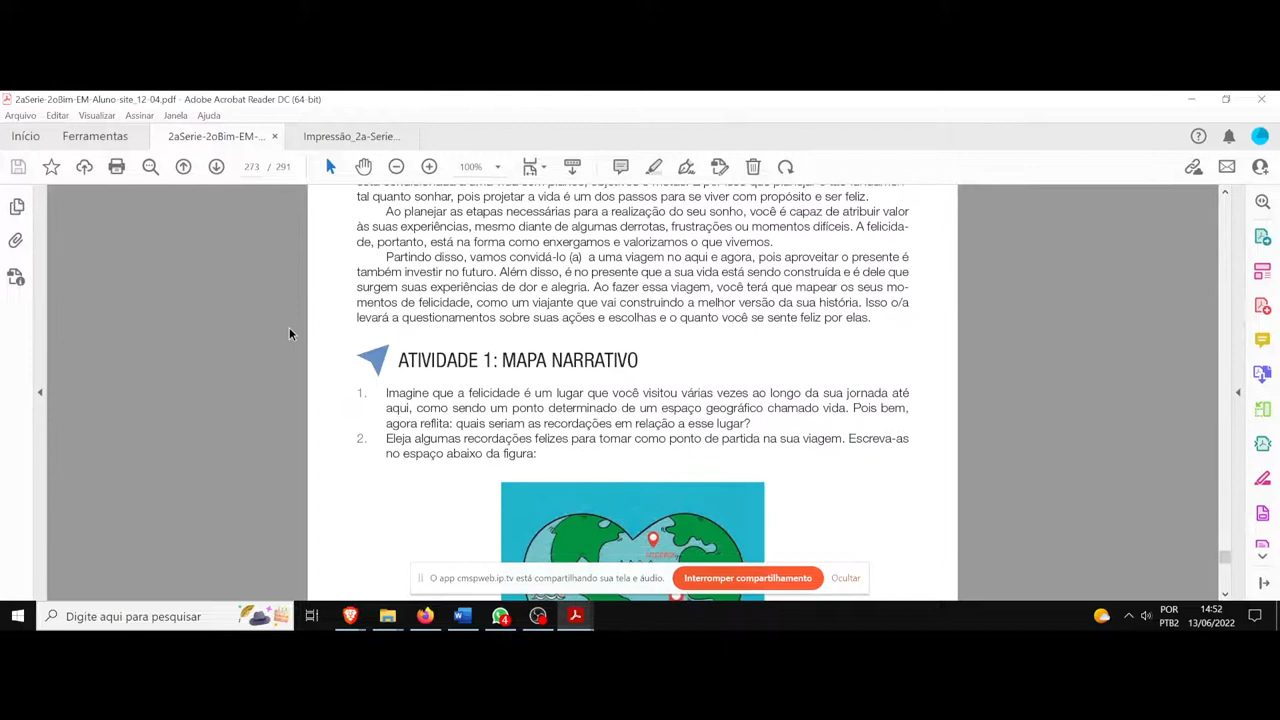 2aSerie-2oBim-EM-Aluno-site_12-04.pdf - Adobe Acrobat Reader DC (64-bit)
Arquivo Editar Visualizar Assinar Janela Ajuda
Início Ferramentas 2aSerie-2oBim-EM-... × Impressão_2a-Serie...
273 / 291 100%
tal quanto sonhar, pois projetar a vida é um dos passos para se viver com propósito e ser feliz.
Ao planejar as etapas necessárias para a realização do seu sonho, você é capaz de atribuir valor
às suas experiências, mesmo diante de algumas derrotas, frustrações ou momentos difíceis. A felicida-
de, portanto, está na forma como enxergamos e valorizamos o que vivemos.
Partindo disso, vamos convidá-lo (a) a uma viagem no aqui e agora, pois aproveitar o presente é
também investir no futuro. Além disso, é no presente que a sua vida está sendo construída e é dele que
surgem suas experiências de dor e alegria. Ao fazer essa viagem, você terá que mapear os seus mo-
mentos de felicidade, como um viajante que vai construindo a melhor versão da sua história. Isso o/a
levará a questionamentos sobre suas ações e escolhas e o quanto você se sente feliz por elas.
ATIVIDADE 1: MAPA NARRATIVO
1. Imagine que a felicidade é um lugar que você visitou várias vezes ao longo da sua jornada até
aqui, como sendo um ponto determinado de um espaço geográfico chamado vida. Pois bem,
agora reflita: quais seriam as recordações em relação a esse lugar?
2. Eleja algumas recordações felizes para tomar como ponto de partida na sua viagem. Escreva-as
no espaço abaixo da figura:
O app cmspweb.ip.tv está compartilhando sua tela e áudio. Interromper compartilhamento Ocultar
Digite aqui para pesquisar
4
POR
PTB2
14:52
13/06/2022